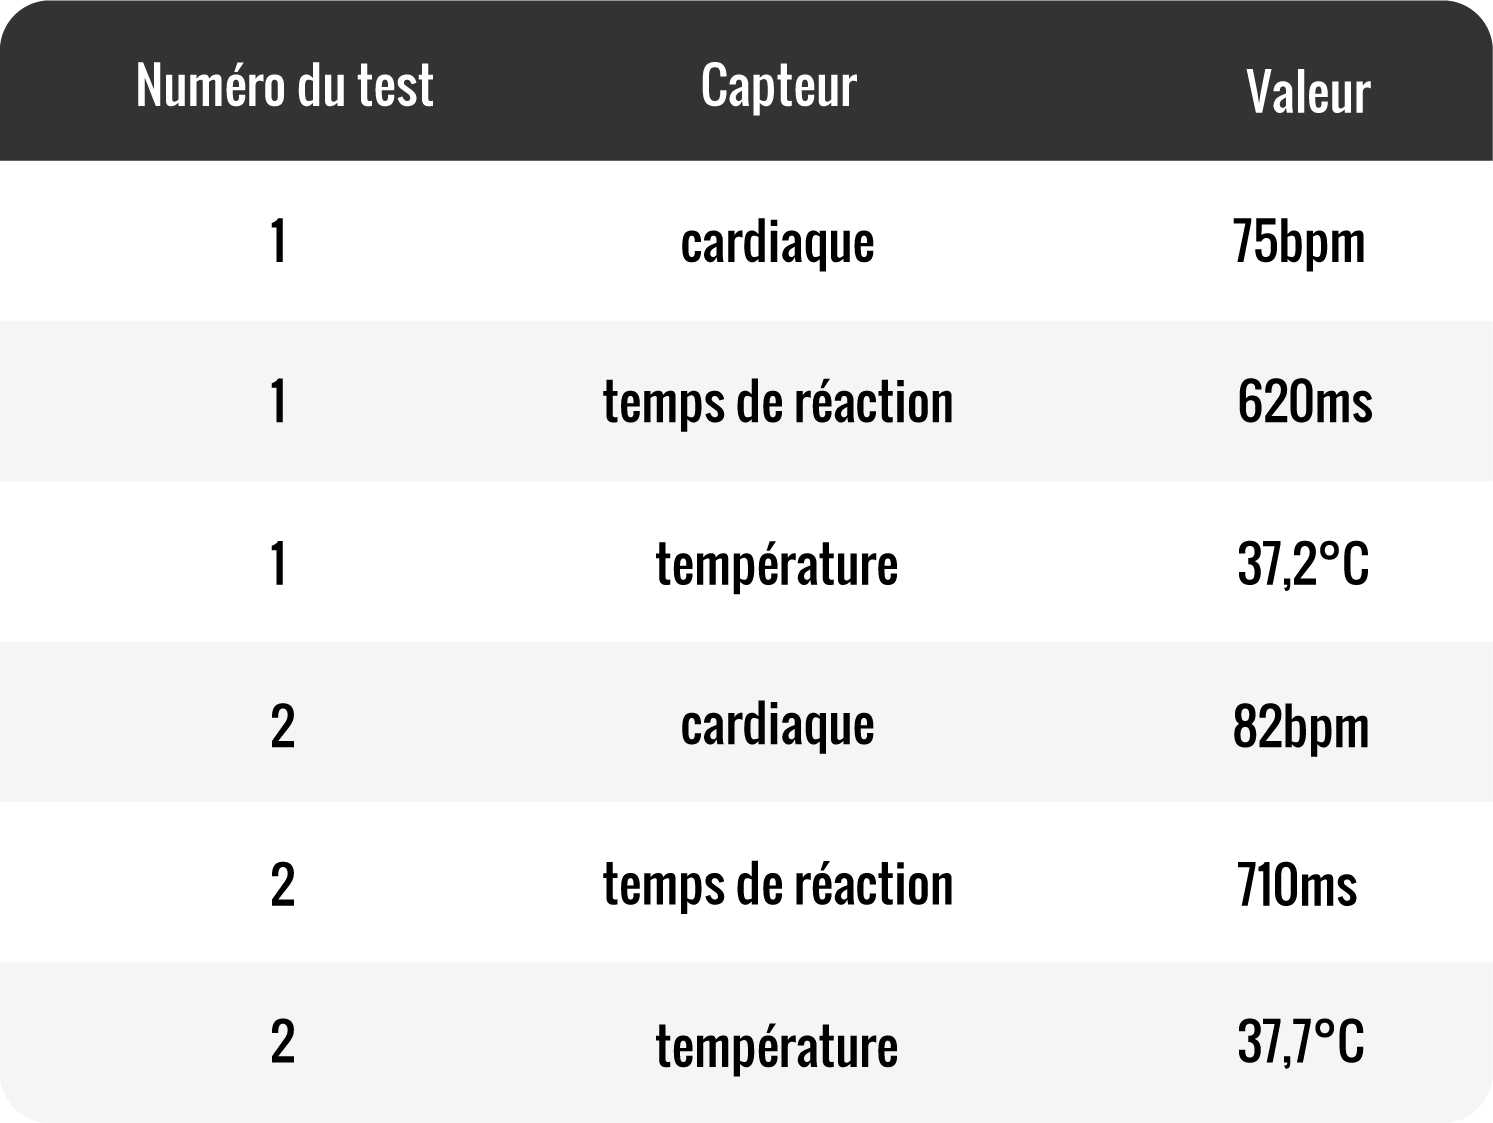 Numéro du test Capteur Valeur
1 cardiaque 75bpm
1 temps de réaction 620ms
1 température 37,2°C
2 cardiaque 82bpm
2 temps de réaction 710ms
2 température 37,7°C